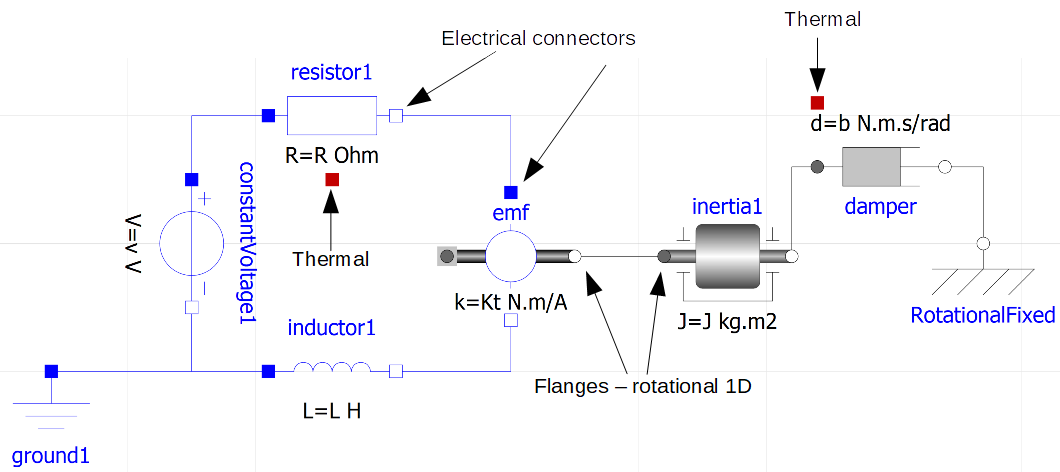 Thermal
Electrical connectors
resistor1
d=b N.m.s/rad
R=R Ohm
constantVoltage1
+
V=v V
emf
inertia1
damper
Thermal
k=Kt N.m/A
inductor1
J=J kg.m2
RotationalFixed
Flanges – rotational 1D
L=L H
ground1